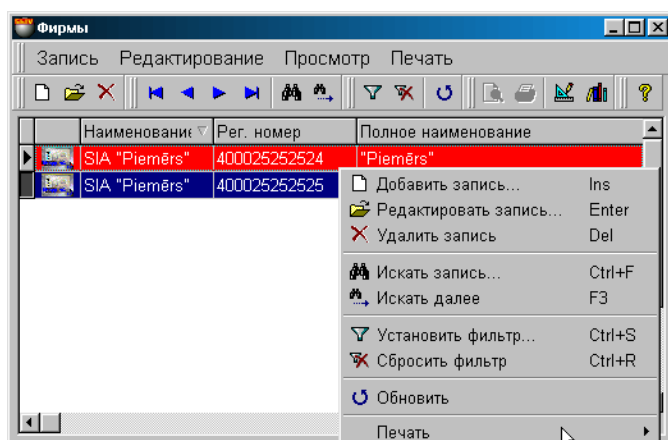 Фирмы
Запись Редактирование Просмотр Печать
Наименование Рег. номер Полное наименование
SIA "Piemērs" 400025252524 "Piemērs"
SIA "Piemērs" 400025252525
Добавить запись... Ins
Редактировать запись... Enter
Удалить запись Del
Искать запись... Ctrl+F
Искать далее F3
Установить фильтр... Ctrl+S
Сбросить фильтр Ctrl+R
Обновить
Печать